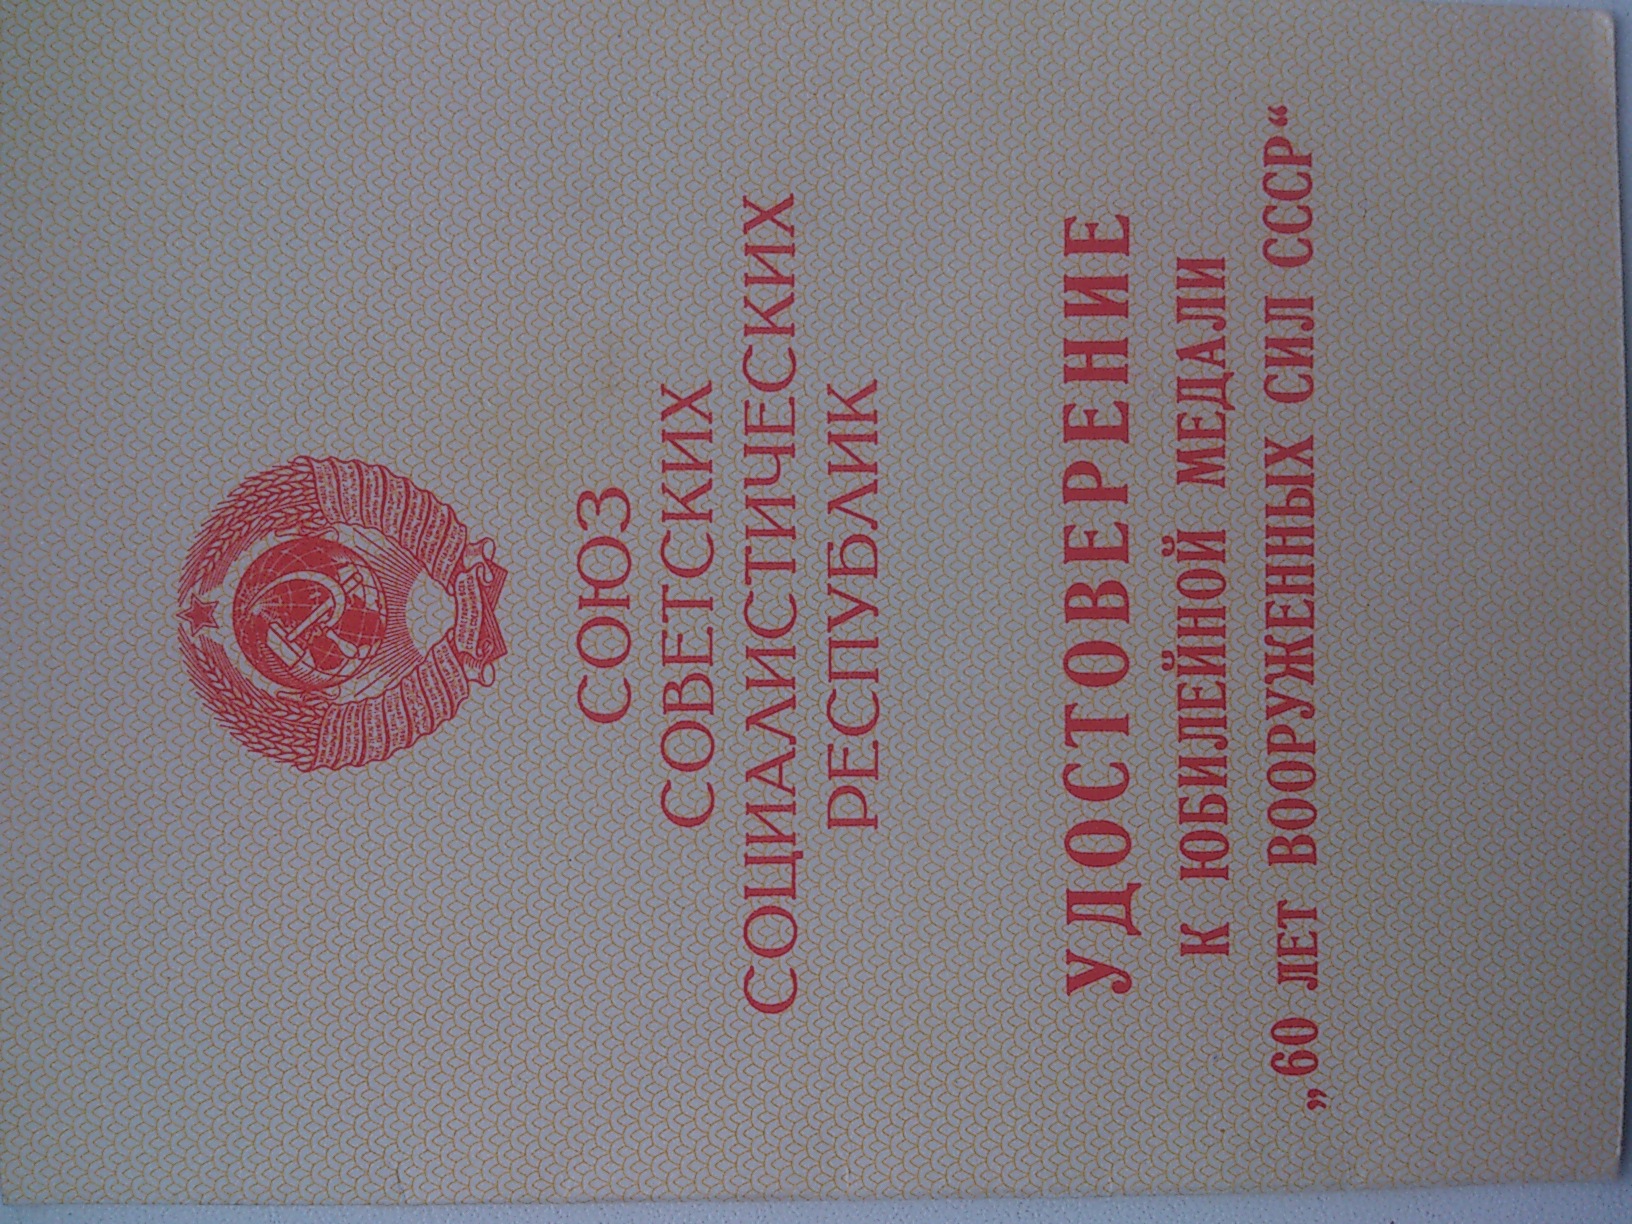 СОЮЗ
СОВЕТСКИХ
СОЦИАЛИСТИЧЕСКИХ
РЕСПУБЛИК
УДОСТОВЕРЕНИЕ
К ЮБИЛЕЙНОЙ МЕДАЛИ
„60 ЛЕТ ВООРУЖЕННЫХ СИЛ СССР“